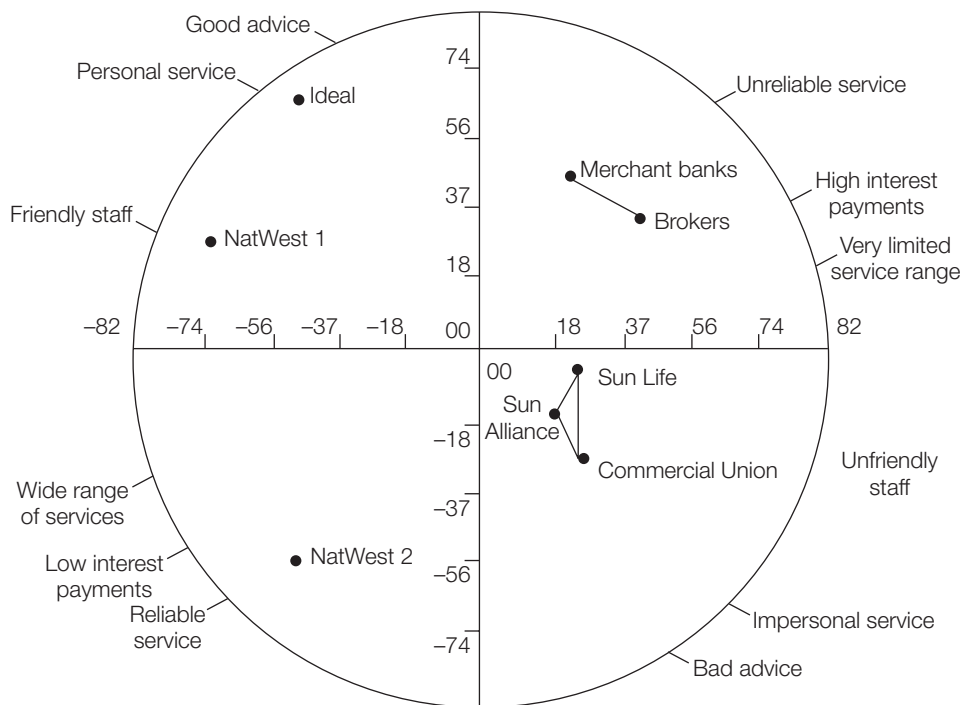 Good advice
74
Personal service
Ideal
Unreliable service
56
Merchant banks
High interest
payments
37
Friendly staff
Brokers
NatWest 1
Very limited
service range
18
–82
–74
–56
–37
–18
00
18
37
56
74
82
00
Sun Life
Sun
Alliance
–18
Commercial Union
Unfriendly
staff
Wide range
of services
–37
Low interest
payments
NatWest 2
–56
Reliable
service
Impersonal service
–74
Bad advice